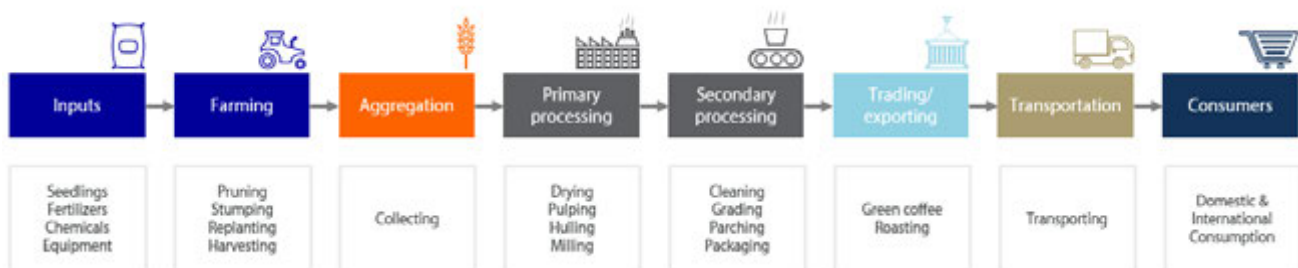 Inputs
Farming
Aggregation
Primary
processing
Secondary
processing
Trading/
exporting
Transportation
Consumers
Seedlings
Fertilizers
Chemicals
Equipment
Pruning
Stumping
Replanting
Harvesting
Collecting
Drying
Pulping
Hulling
Milling
Cleaning
Grading
Parching
Packaging
Green coffee
Roasting
Transporting
Domestic &
International
Consumption